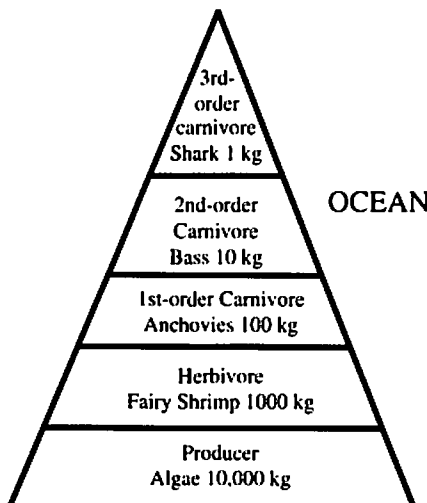 3rd-
order
carnivore
Shark 1 kg
OCEAN
2nd-order
Carnivore
Bass 10 kg
1st-order Carnivore
Anchovies 100 kg
Herbivore
Fairy Shrimp 1000 kg
Producer
Algae 10,000 kg